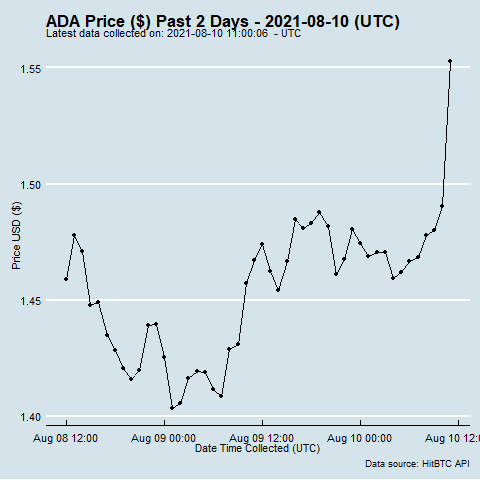 ADA Price ($) Past 2 Days - 2021-08-10 (UTC)
Latest data collected on: 2021-08-10 11:00:06 - UTC
1.55
1.50
1.45
1.40
Price USD ($)
Aug 08 12:00 Aug 09 00:00 Aug 09 12:00 Aug 10 00:00 Aug 10 12:0
Date Time Collected (UTC)
Data source: HitBTC API